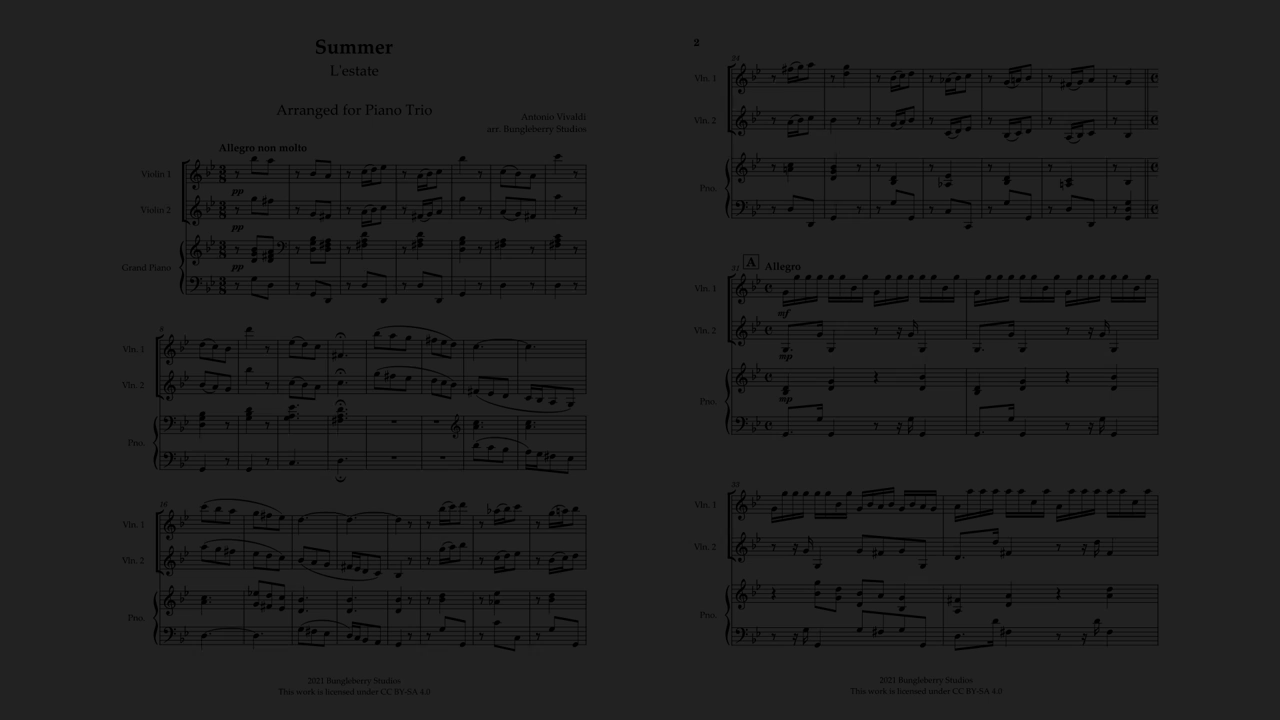 Summer
L'estate
Arranged for Piano Trio
Antonio Vivaldi
arr. Bungleberry Studios
Allegro non molto
Violin 1
pp
Violin 2
pp
Grand Piano
pp
8
Vln. 1
Vln. 2
Pno.
16
Vln. 1
Vln. 2
Pno.
2021 Bungleberry Studios
This work is licensed under CC BY-SA 4.0
2
24
Vln. 1
Vln. 2
Pno.
A Allegro
Vln. 1
mf
Vln. 2
mp
Pno.
mp
33
Vln. 1
Vln. 2
Pno.
2021 Bungleberry Studios
This work is licensed under CC BY-SA 4.0